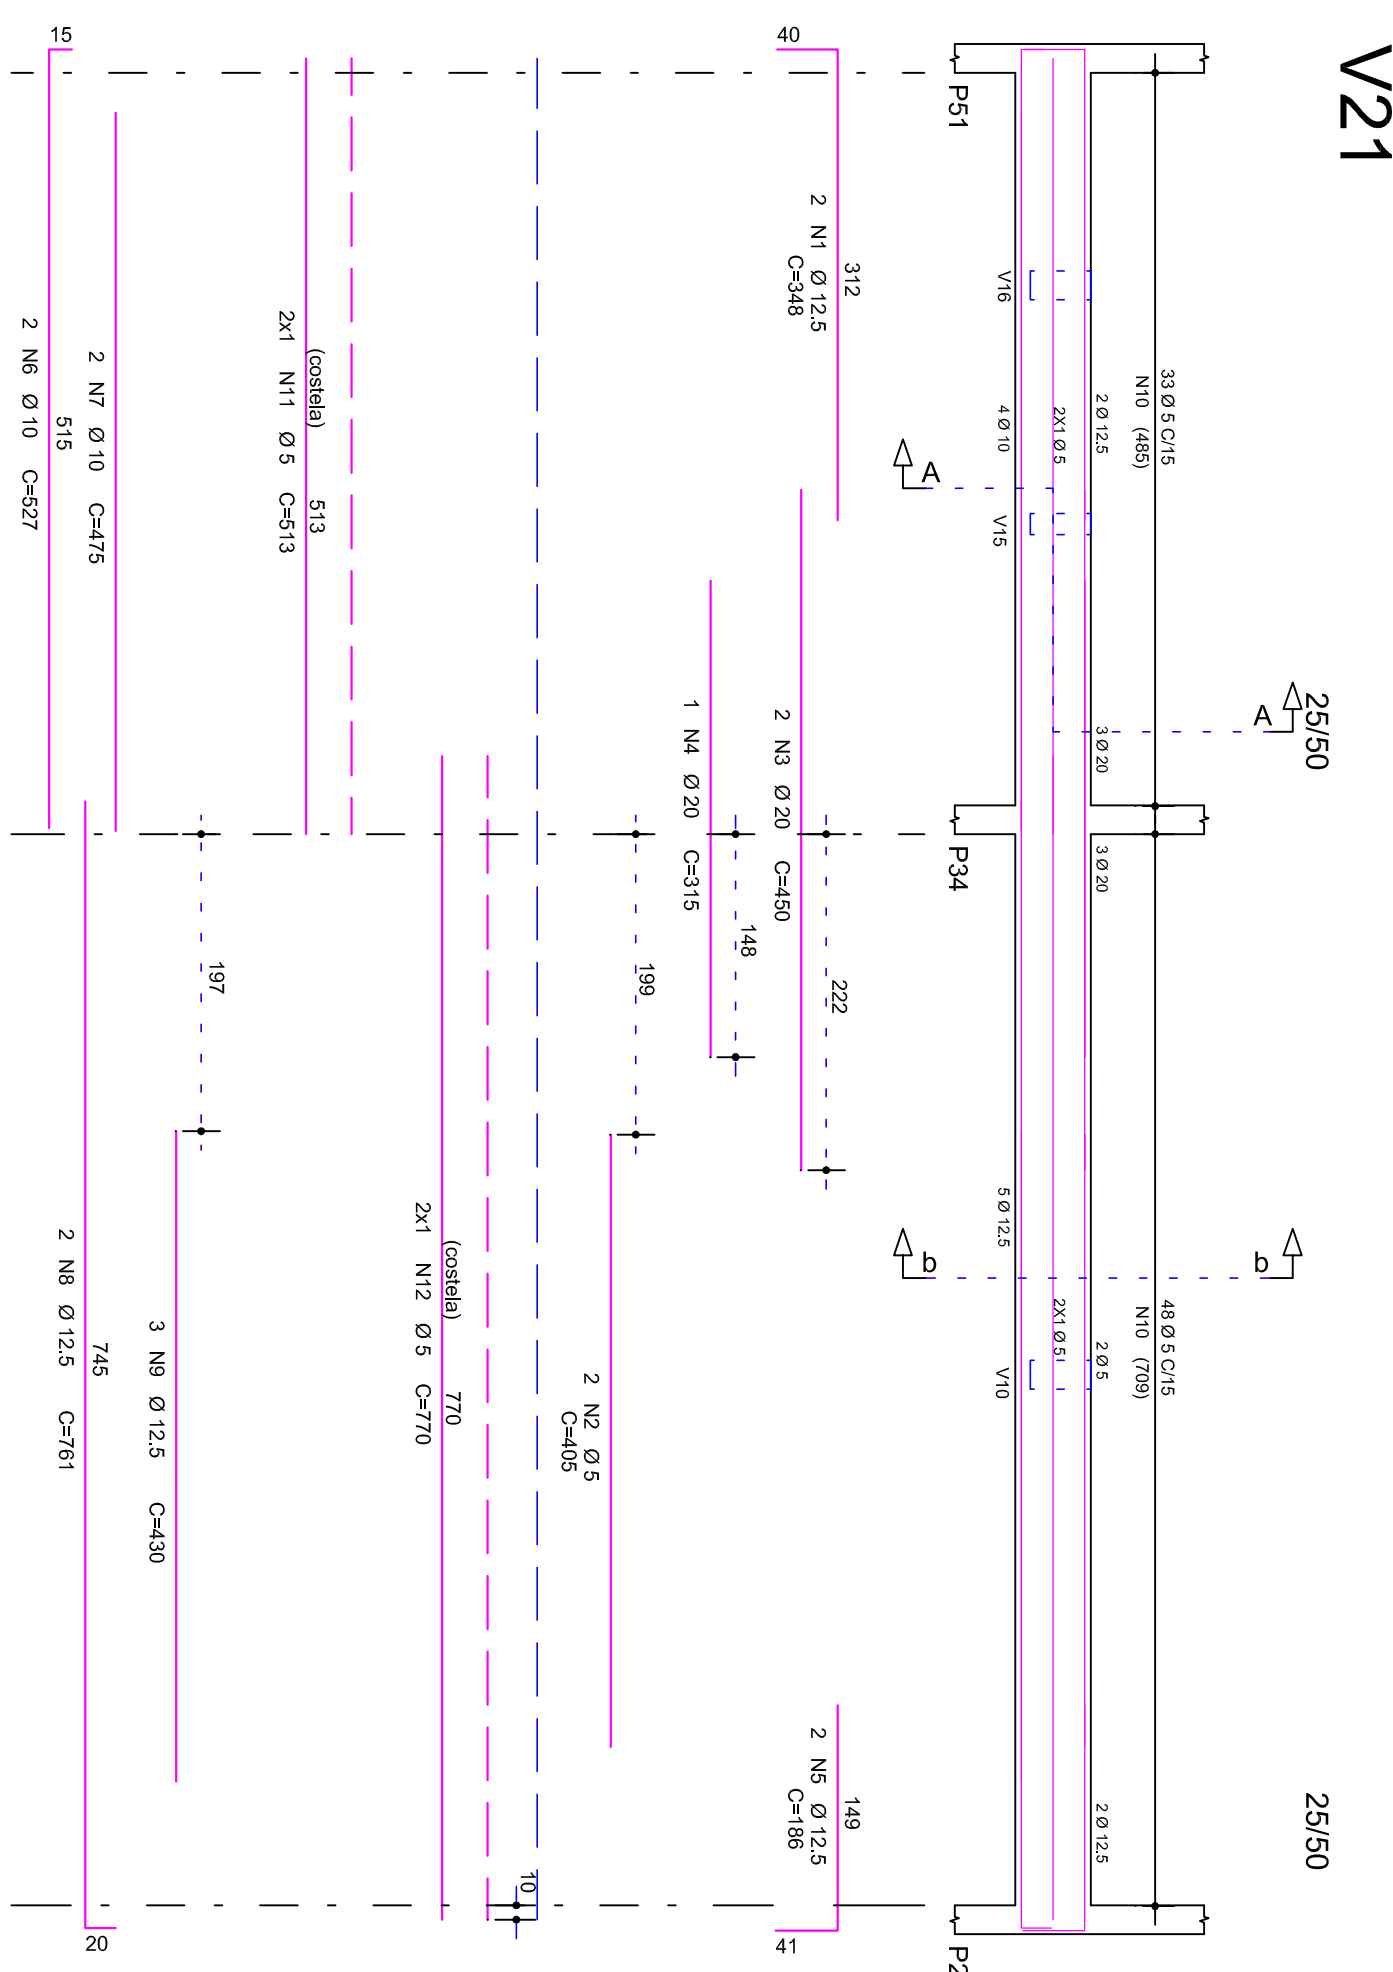 V21
25/50
25/50
33 Ø 5 C/15
N10 (485)
48 Ø 5 C/15
N10 (709)
A
2 Ø 12.5
3 Ø 20
3 Ø 20
2 Ø 5
2 Ø 12.5
b
2X1 Ø 5
2X1 Ø 5
V16
4 Ø 10
V15
5 Ø 12.5
V10
P51
A
P34
b
40
312
2 N1 Ø 12.5
C=348
222
2 N3 Ø 20 C=450
149
2 N5 Ø 12.5
C=186
41
148
1 N4 Ø 20 C=315
199
2 N2 Ø 5
C=405
10
(costela) 770
2x1 N12 Ø 5 C=770
(costela) 513
2x1 N11 Ø 5 C=513
197
3 N9 Ø 12.5 C=430
2 N7 Ø 10 C=475
745
2 N8 Ø 12.5 C=761
20
15
515
2 N6 Ø 10 C=527